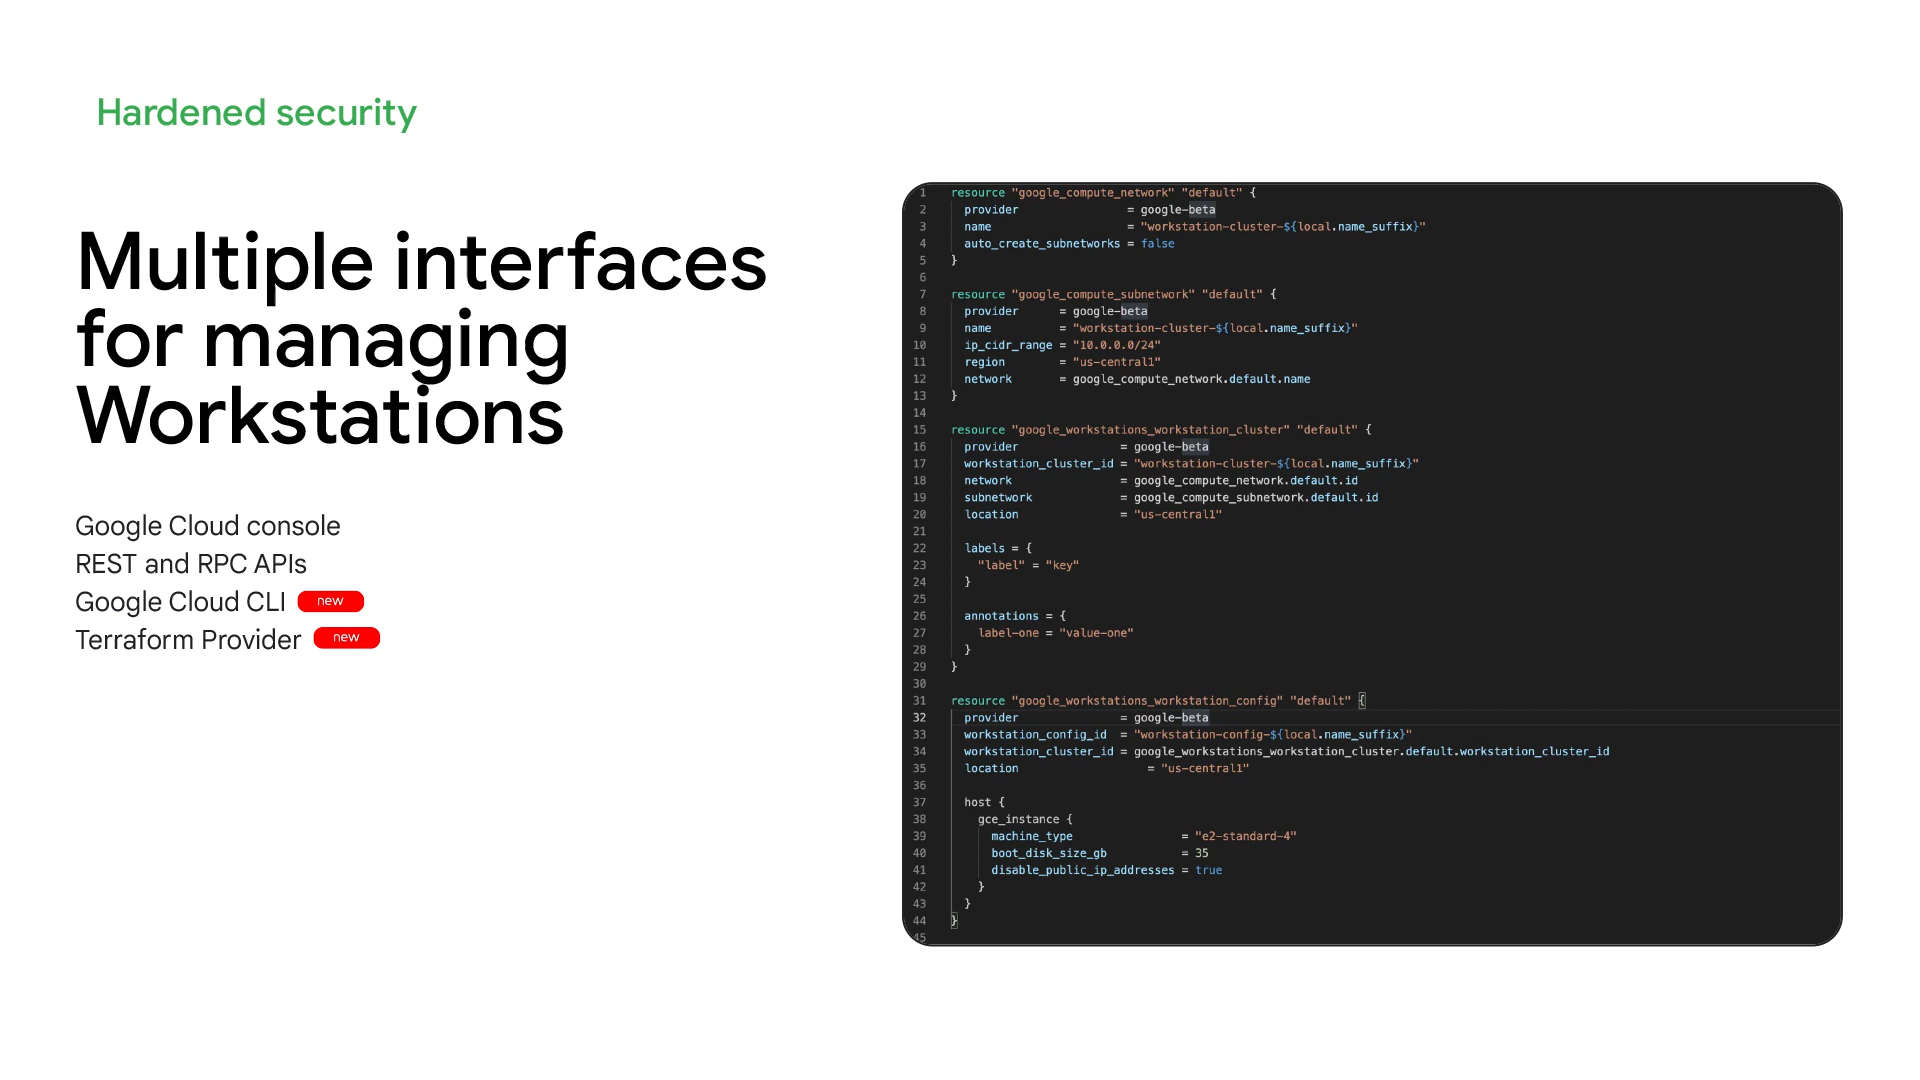 Hardened security
Multiple interfaces
for managing
Workstations
Google Cloud console
REST and RPC APIs
Google Cloud CLI new
Terraform Provider new
1 resource "google_compute_network" "default" {
2   provider                = google-beta
3   name                    = "workstation-cluster-${local.name_suffix}"
4   auto_create_subnetworks = false
5 }
6
7 resource "google_compute_subnetwork" "default" {
8   provider      = google-beta
9   name          = "workstation-cluster-${local.name_suffix}"
10   ip_cidr_range = "10.0.0.0/24"
11   region        = "us-central1"
12   network       = google_compute_network.default.name
13 }
14
15 resource "google_workstations_workstation_cluster" "default" {
16   provider               = google-beta
17   workstation_cluster_id = "workstation-cluster-${local.name_suffix}"
18   network                = google_compute_network.default.id
19   subnetwork             = google_compute_subnetwork.default.id
20   location               = "us-central1"
21
22   labels = {
23     "label" = "key"
24   }
25
26   annotations = {
27     label-one = "value-one"
28   }
29 }
30
31 resource "google_workstations_workstation_config" "default" {
32   provider               = google-beta
33   workstation_config_id  = "workstation-config-${local.name_suffix}"
34   workstation_cluster_id = google_workstations_workstation_cluster.default.workstation_cluster_id
35   location                   = "us-central1"
36
37   host {
38     gce_instance {
39       machine_type                = "e2-standard-4"
40       boot_disk_size_gb           = 35
41       disable_public_ip_addresses = true
42     }
43   }
44 }
45